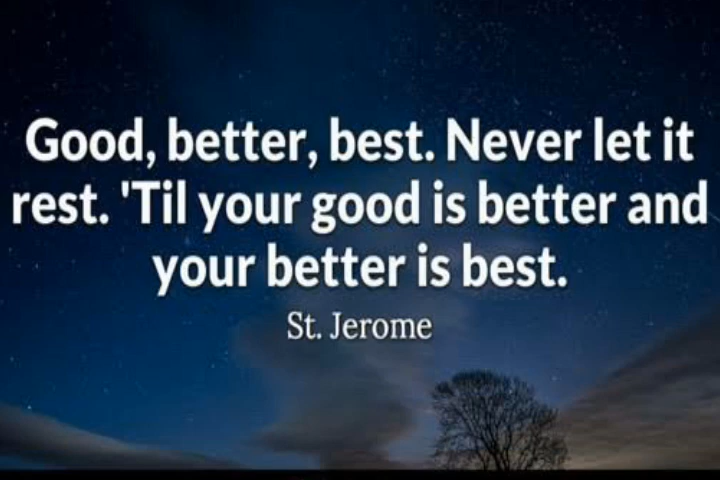 Good, better, best. Never let it
rest. 'Til your good is better and
your better is best.
St. Jerome